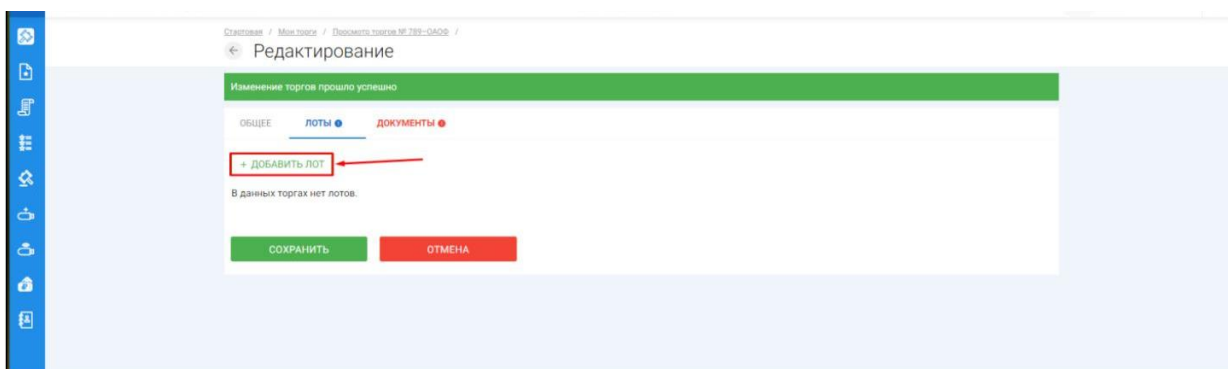 Стартовая / Мои торги / Просмотр торгов № 789-ОАОФ /
Редактирование
Изменение торгов прошло успешно
ОБЩЕЕ ЛОТЫ ДОКУМЕНТЫ
+ ДОБАВИТЬ ЛОТ
В данных торгах нет лотов.
СОХРАНИТЬ ОТМЕНА